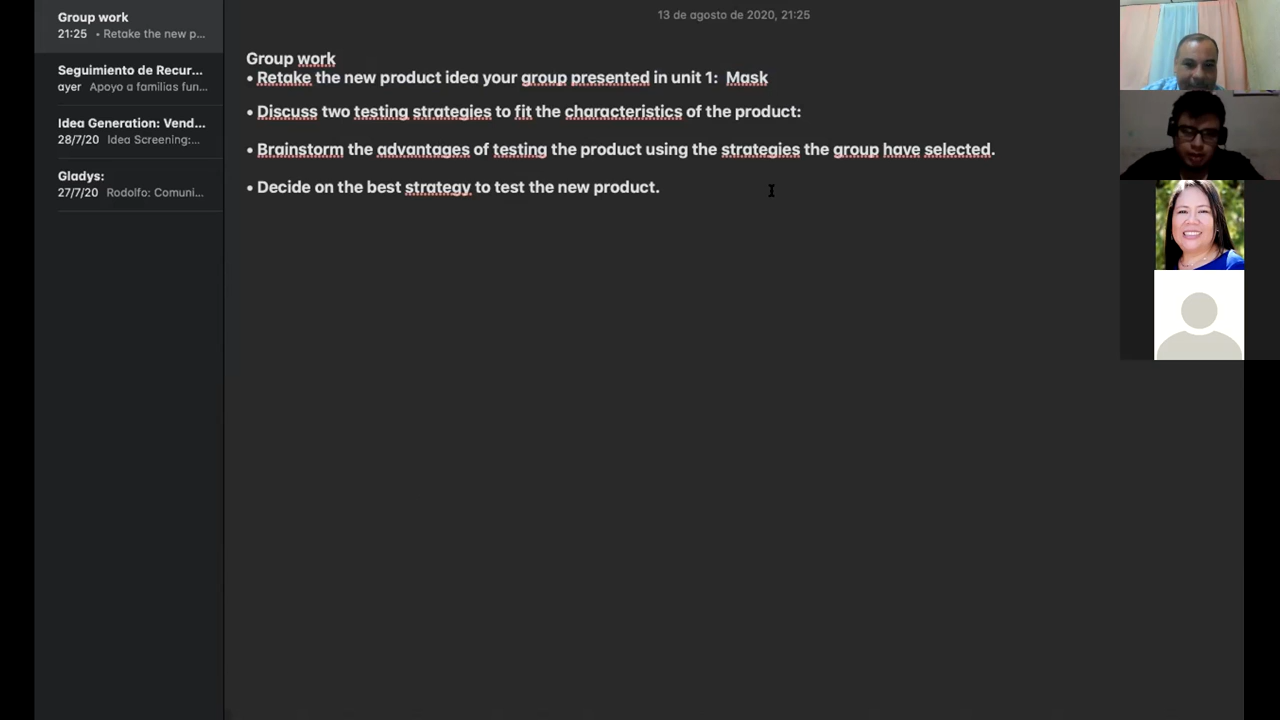 Group work
21:25 • Retake the new p...
Seguimiento de Recur...
ayer Apoyo a familias fun...
Idea Generation: Vend...
28/7/20 Idea Screening:...
Gladys:
27/7/20 Rodolfo: Comuni...
13 de agosto de 2020, 21:25
Group work
• Retake the new product idea your group presented in unit 1: Mask
• Discuss two testing strategies to fit the characteristics of the product:
• Brainstorm the advantages of testing the product using the strategies the group have selected.
• Decide on the best strategy to test the new product.